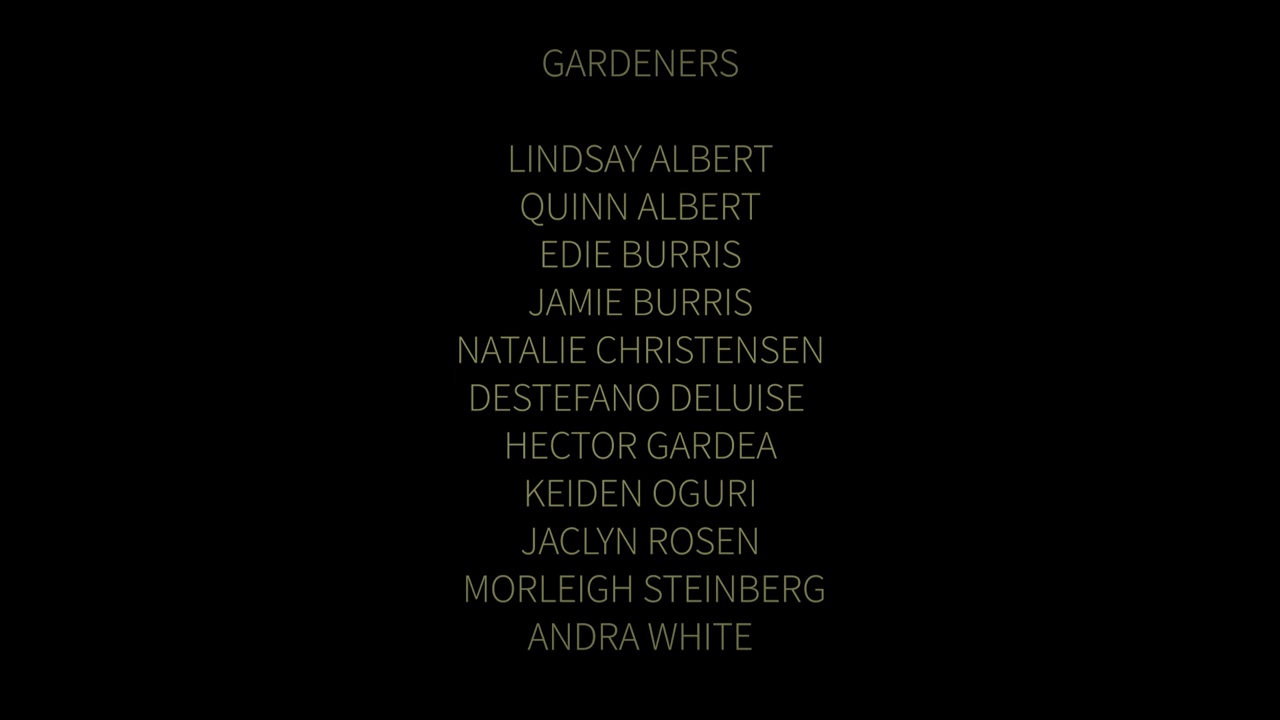 GARDENERS
LINDSAY ALBERT
QUINN ALBERT
EDIE BURRIS
JAMIE BURRIS
NATALIE CHRISTENSEN
DESTEFANO DELUISE
HECTOR GARDEA
KEIDEN OGURI
JACLYN ROSEN
MORLEIGH STEINBERG
ANDRA WHITE